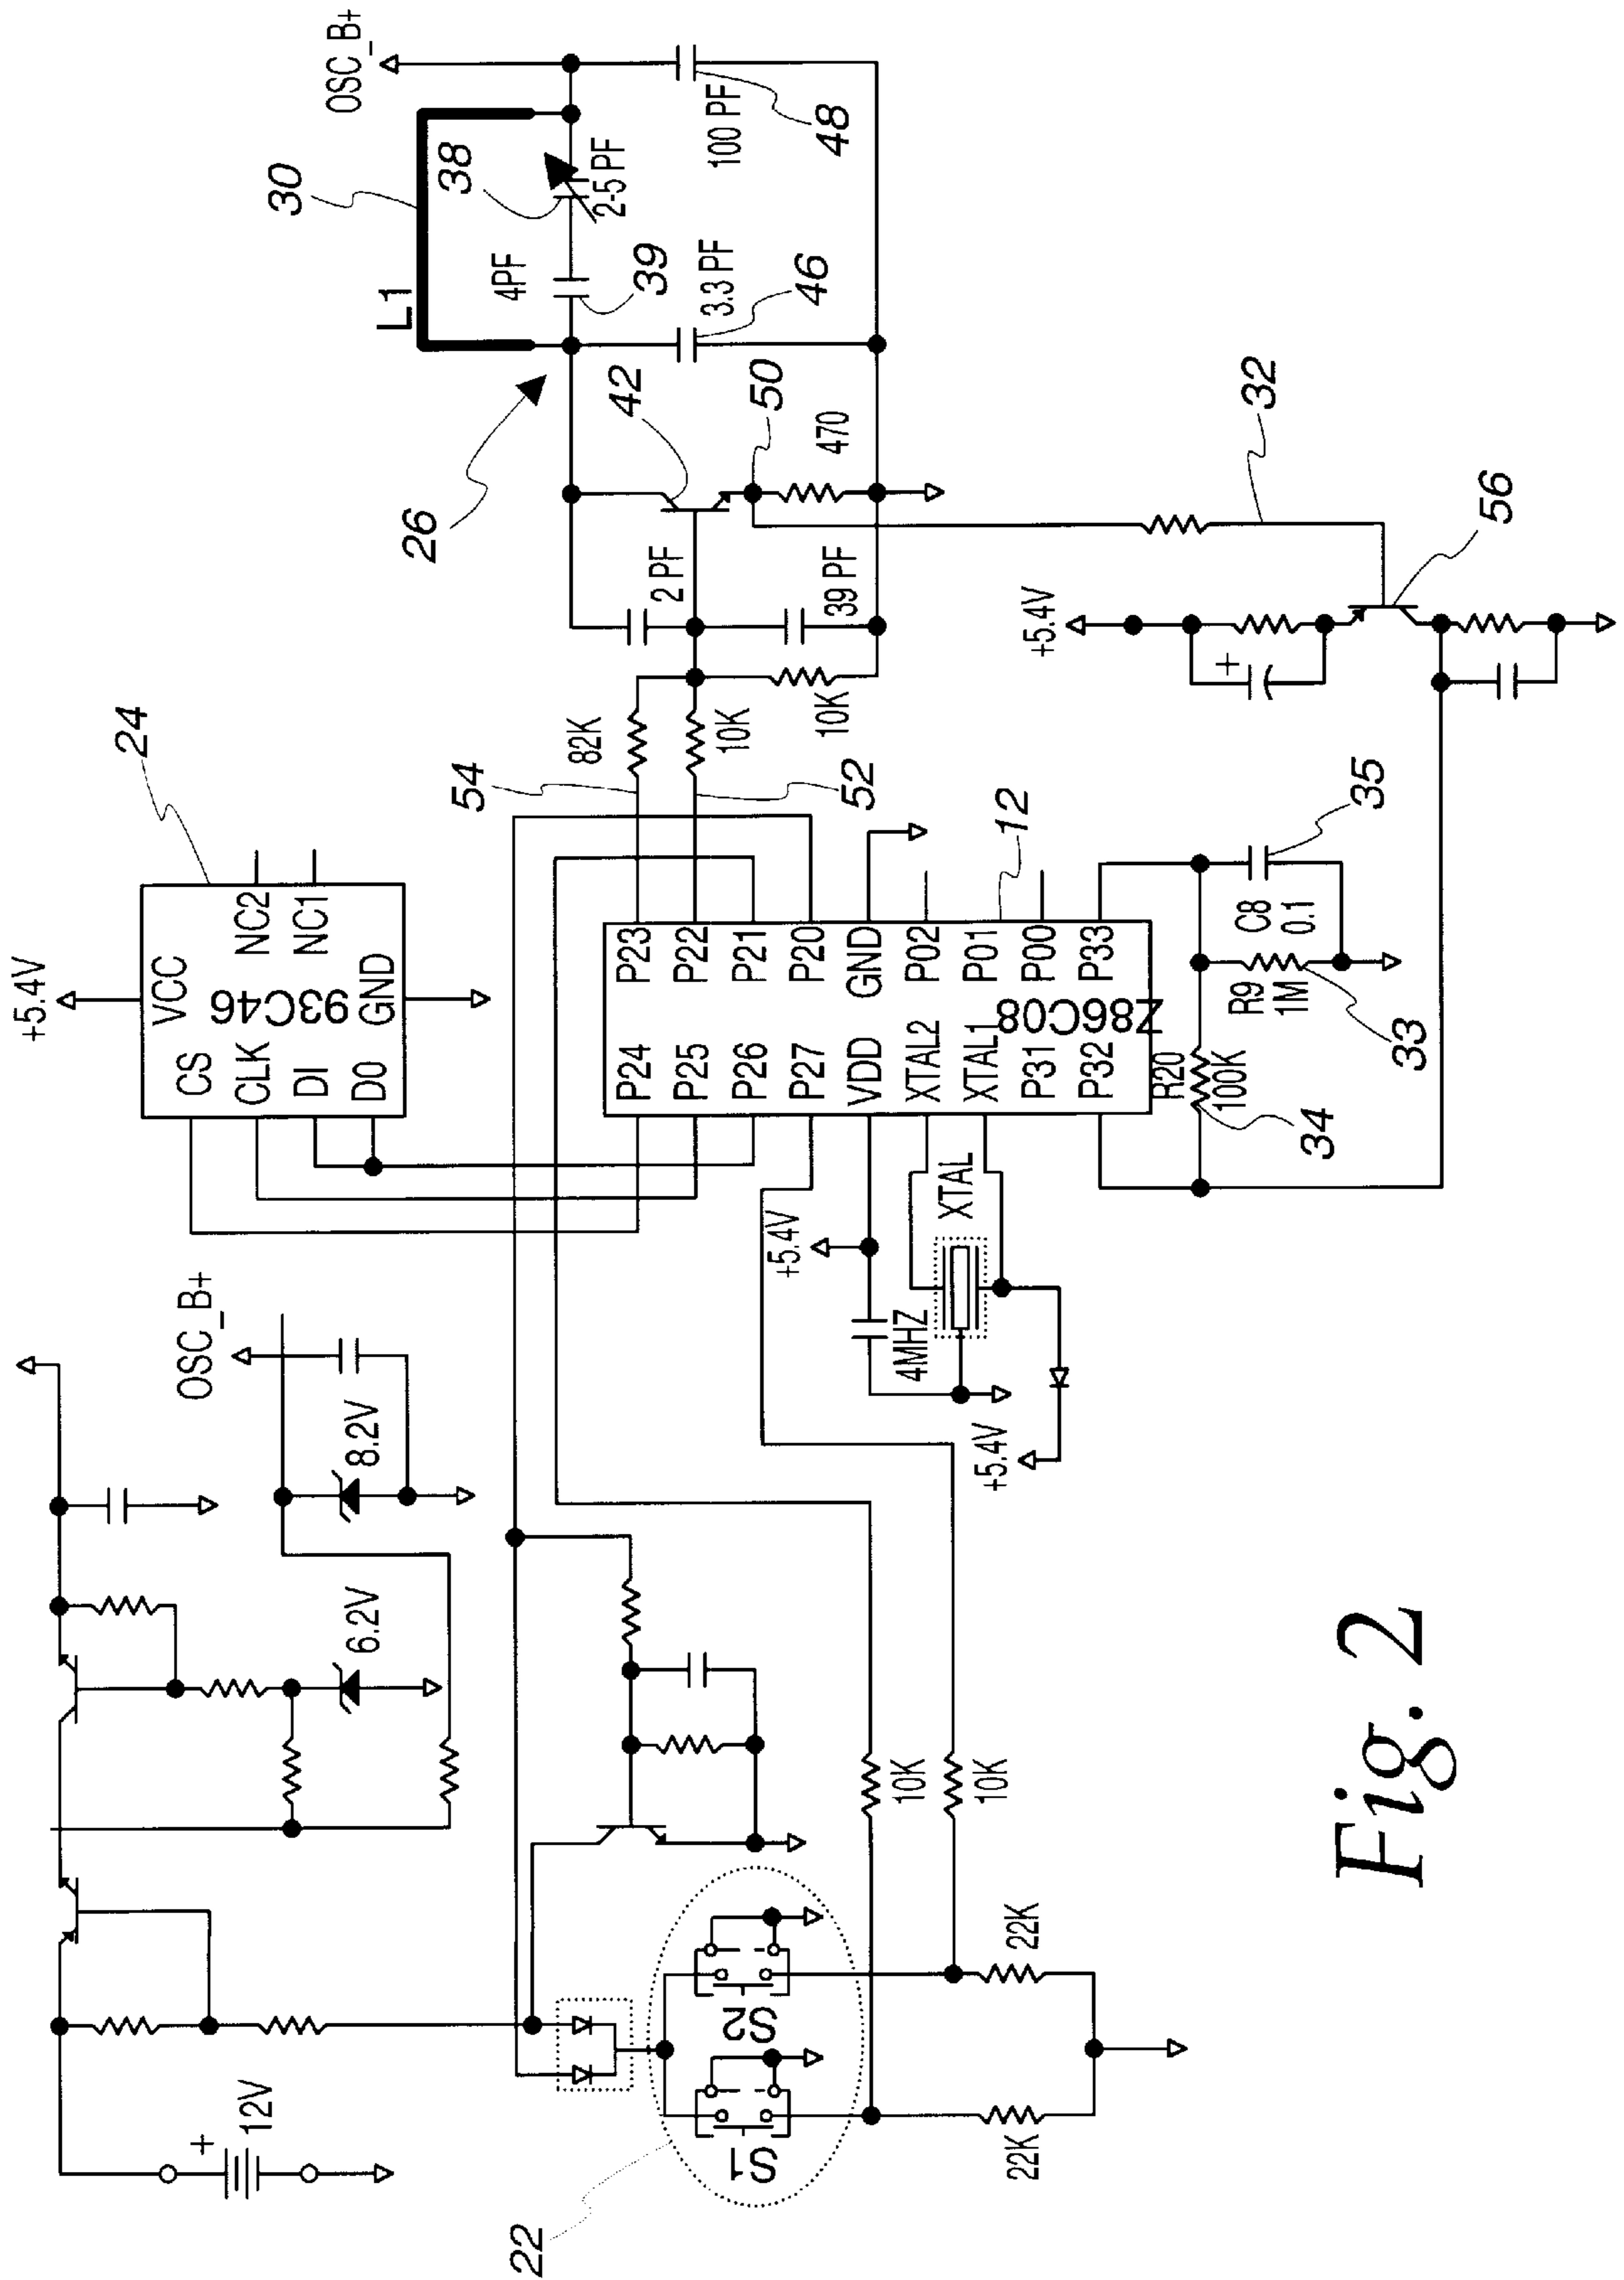 OSC_B+
30
38
L1
4PF
2-5 PF
39
100 PF
48
3.3 PF
46
26
42
50
470
2 PF
39 PF
32
56
+5.4V
+
24
+5.4V
VCC
NC2
NC1
93C46
GND
CS
CLK
DI
D0
54
82K
10K
10K
52
12
P23
P22
P21
P20
GND
P02
P01
P00
P33
Z86C08
P24
P25
P26
P27
VDD
XTAL2
XTAL1
P31
P32
35
C8
0.1
R9
1M
33
R20
100K
34
XTAL
+5.4V
4MHZ
+5.4V
OSC_B+
8.2V
6.2V
10K
10K
22K
22K
S2
S1
22
12V
+
Fig. 2